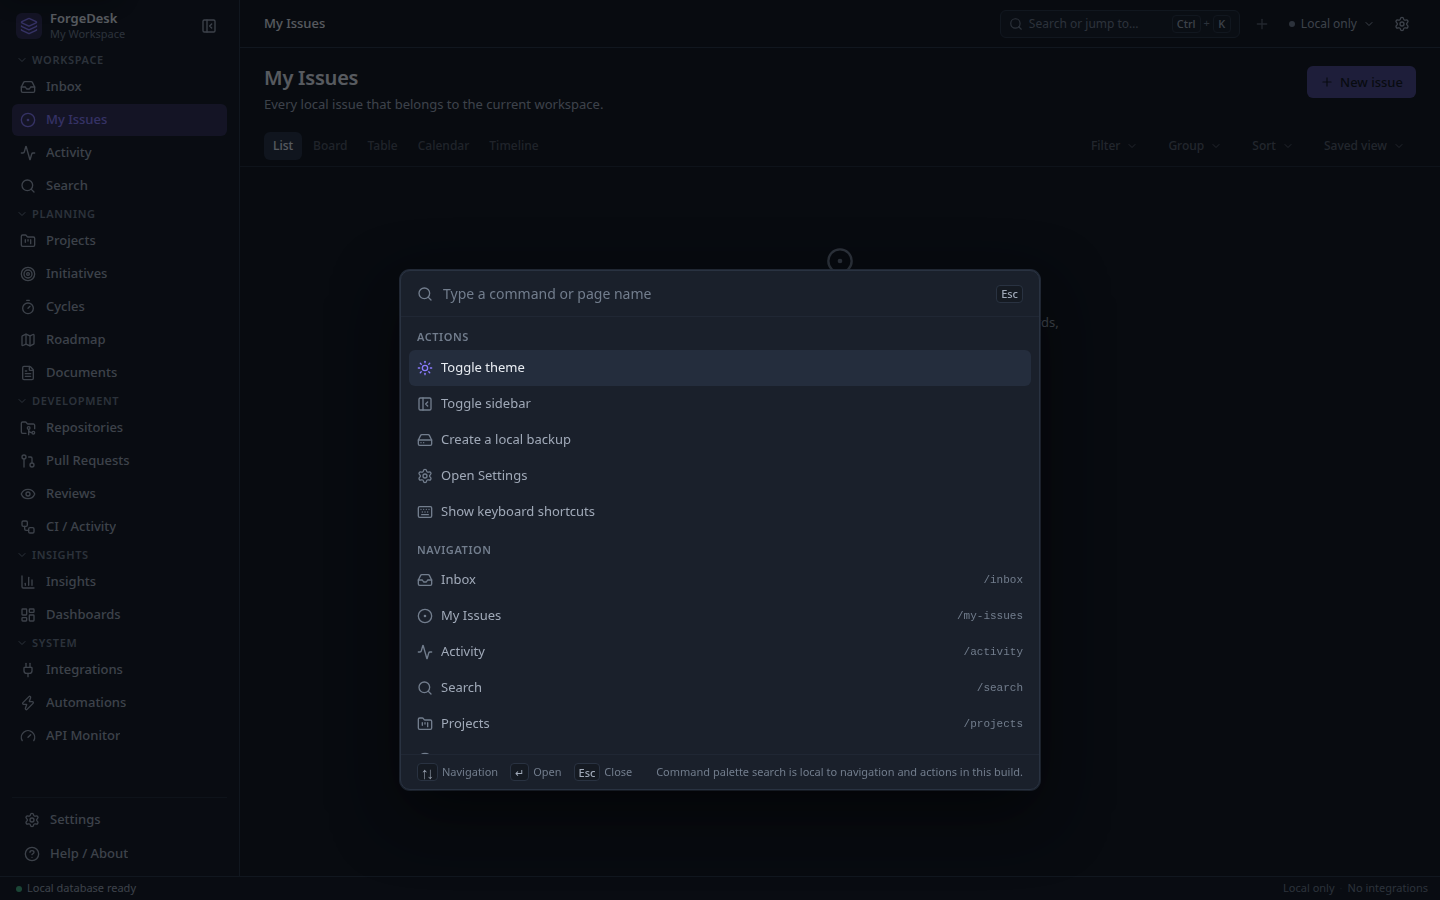 ForgeDesk
My Workspace
My Issues
Search or jump to...
Ctrl + K
Local only
WORKSPACE
Inbox
My Issues
Activity
Search
PLANNING
Projects
Initiatives
Cycles
Roadmap
Documents
DEVELOPMENT
Repositories
Pull Requests
Reviews
CI / Activity
INSIGHTS
Insights
Dashboards
SYSTEM
Integrations
Automations
API Monitor
Settings
Help / About
My Issues
Every local issue that belongs to the current workspace.
New issue
List Board Table Calendar Timeline
Filter Group Sort Saved view
ds,
Type a command or page name
Esc
ACTIONS
Toggle theme
Toggle sidebar
Create a local backup
Open Settings
Show keyboard shortcuts
NAVIGATION
Inbox /inbox
My Issues /my-issues
Activity /activity
Search /search
Projects /projects
↑↓ Navigation ↵ Open Esc Close Command palette search is local to navigation and actions in this build.
Local database ready
Local only No integrations